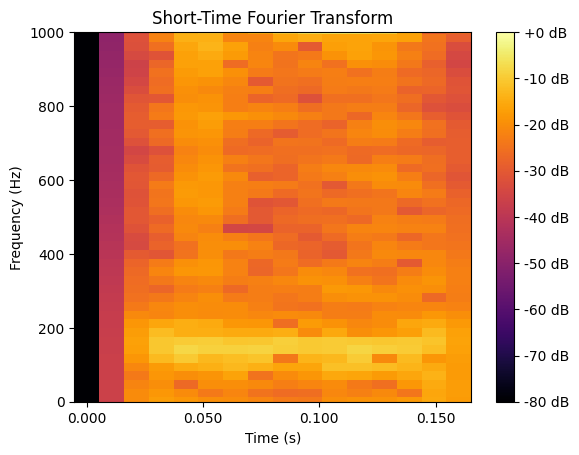 Short-Time Fourier Transform
Frequency (Hz)
1000
800
600
400
200
0
0.000
0.050
0.100
0.150
Time (s)
+0 dB
-10 dB
-20 dB
-30 dB
-40 dB
-50 dB
-60 dB
-70 dB
-80 dB